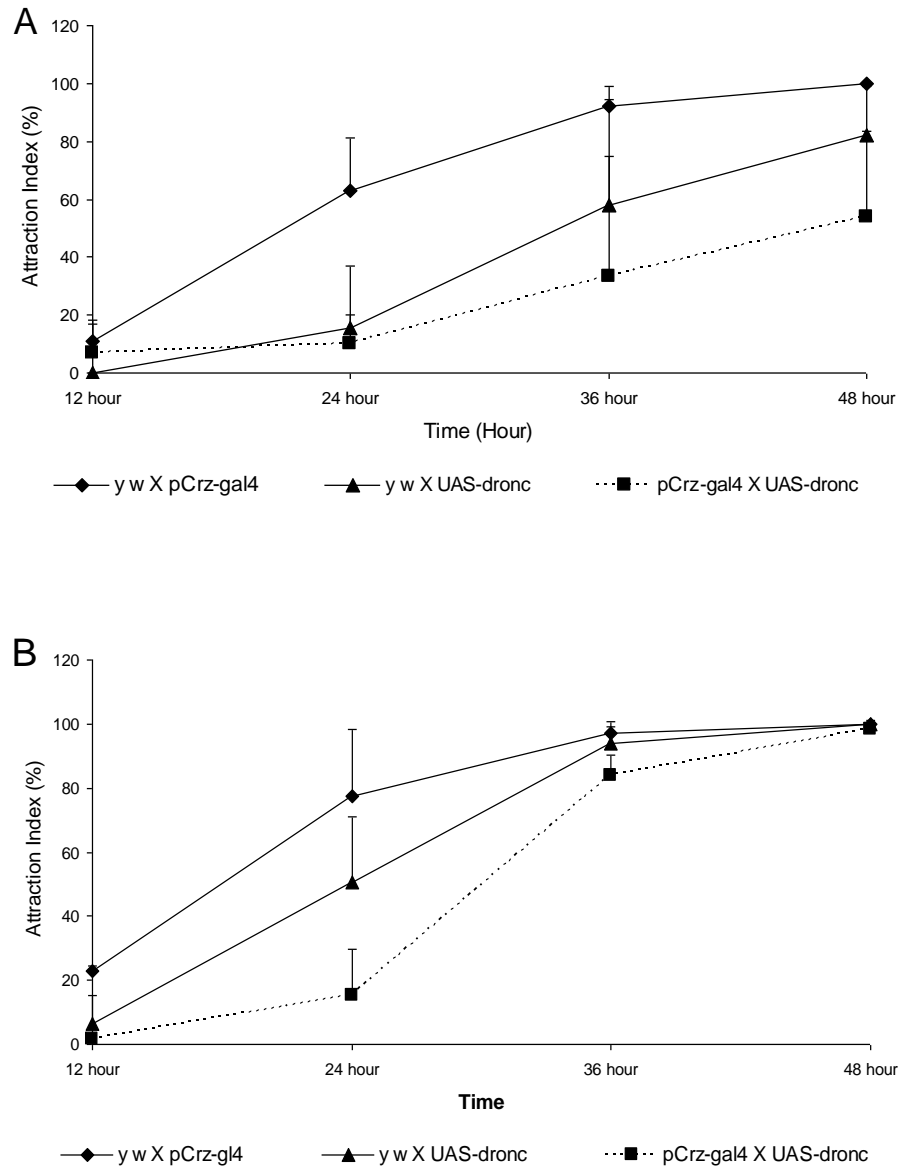 A
120
100
80
60
40
20
0
Attraction Index (%)
12 hour 24 hour 36 hour 48 hour
Time (Hour)
y w X pCrz-gal4 y w X UAS-dronc pCrz-gal4 X UAS-dronc
B
120
100
80
60
40
20
0
Attraction Index (%)
12 hour 24 hour 36 hour 48 hour
Time
y w X pCrz-gl4 y w X UAS-dronc pCrz-gal4 X UAS-dronc